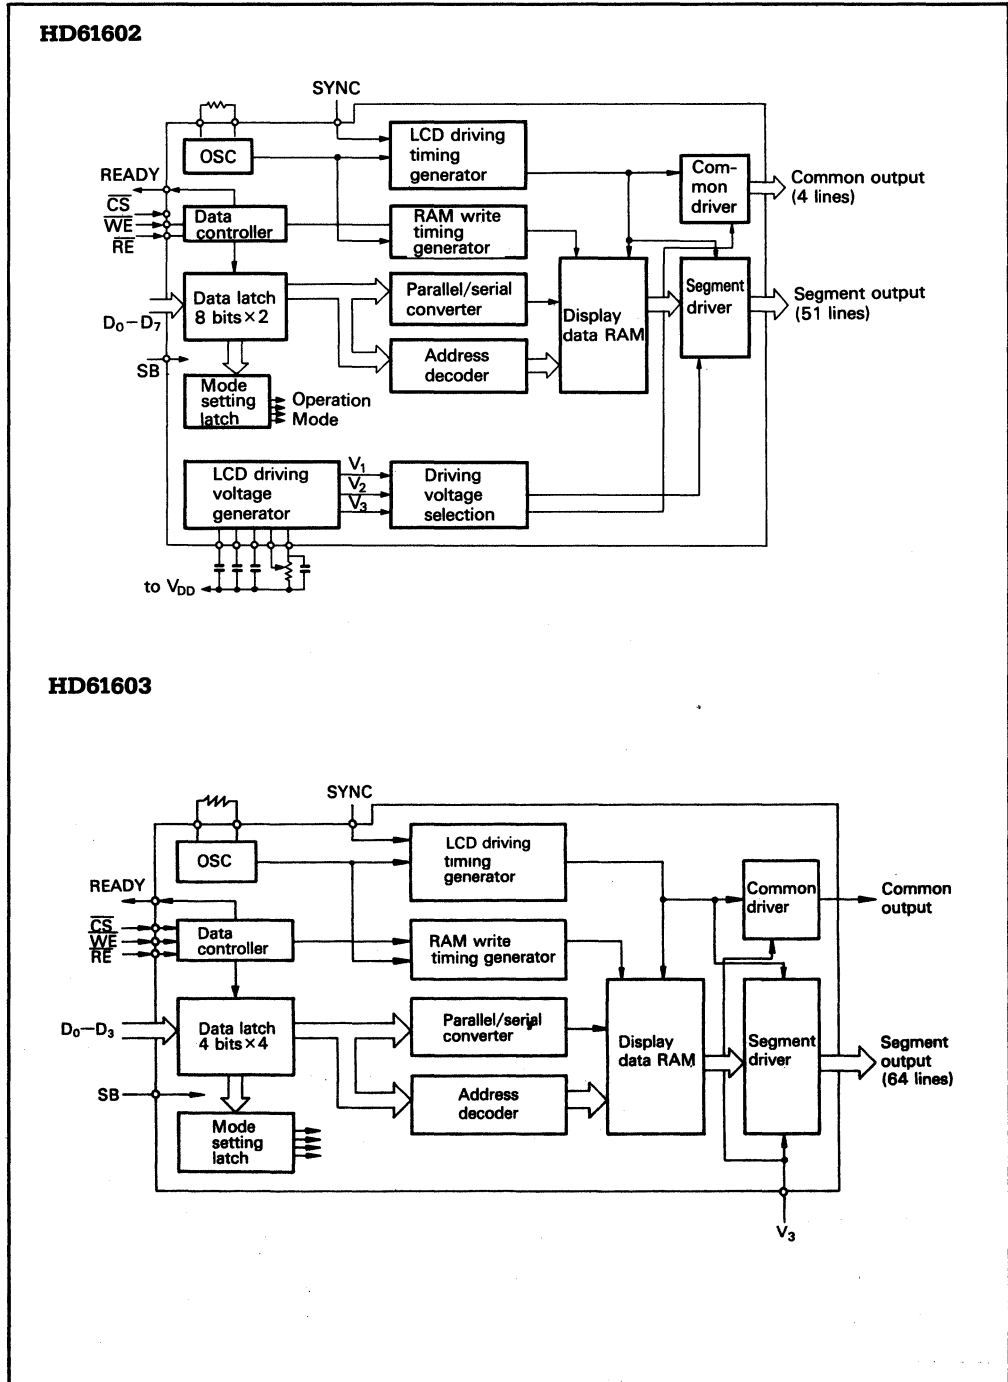 HD61602
SYNC
OSC
LCD driving
timing
generator
READY
CS
WE
RE
Data
controller
RAM write
timing
generator
Com-
mon
driver
Common output
(4 lines)
D0–D7
Data latch
8 bits×2
Parallel/serial
converter
Display
data RAM
Segment
driver
Segment output
(51 lines)
SB
Address
decoder
Mode
setting
latch
Operation
Mode
LCD driving
voltage
generator
V1
V2
V3
Driving
voltage
selection
to VDD
HD61603
SYNC
OSC
LCD driving
timing
generator
READY
CS
WE
RE
Data
controller
RAM write
timing generator
Common
driver
Common
output
D0–D3
Data latch
4 bits×4
Parallel/serial
converter
Display
data RAM
Segment
driver
Segment
output
(64 lines)
SB
Address
decoder
Mode
setting
latch
V3